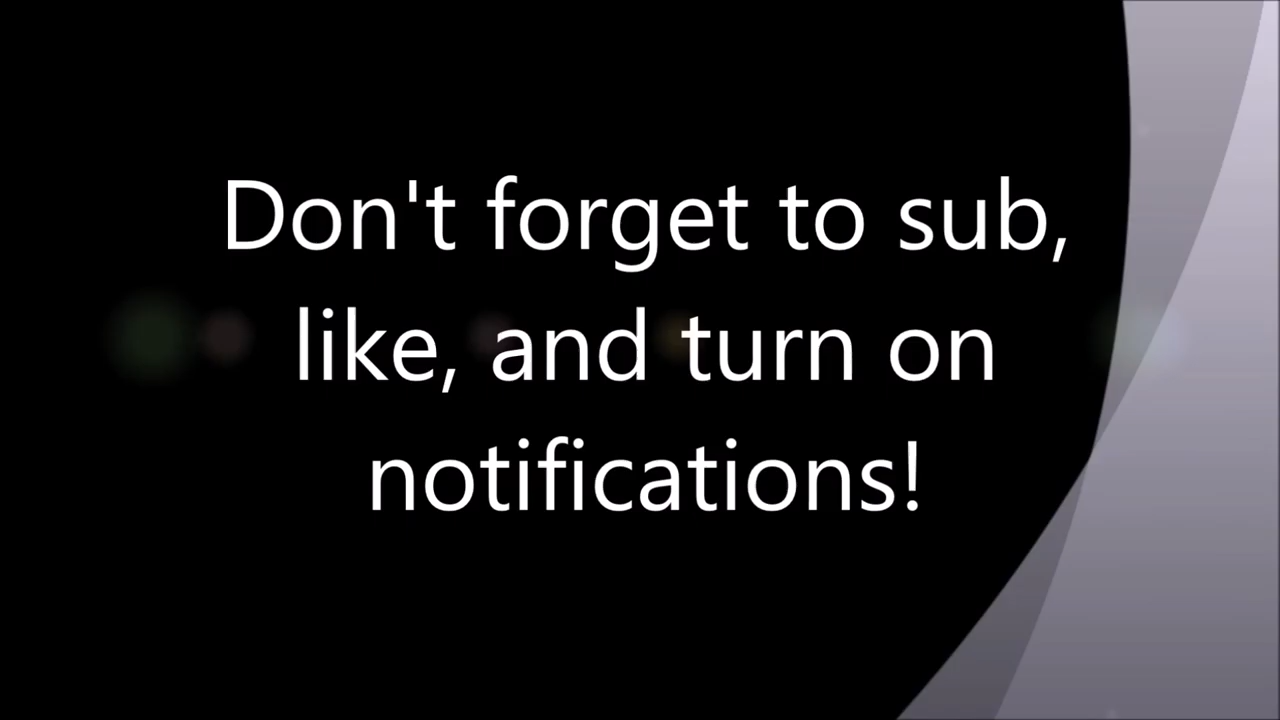 Don't forget to sub,
like, and turn on
notifications!